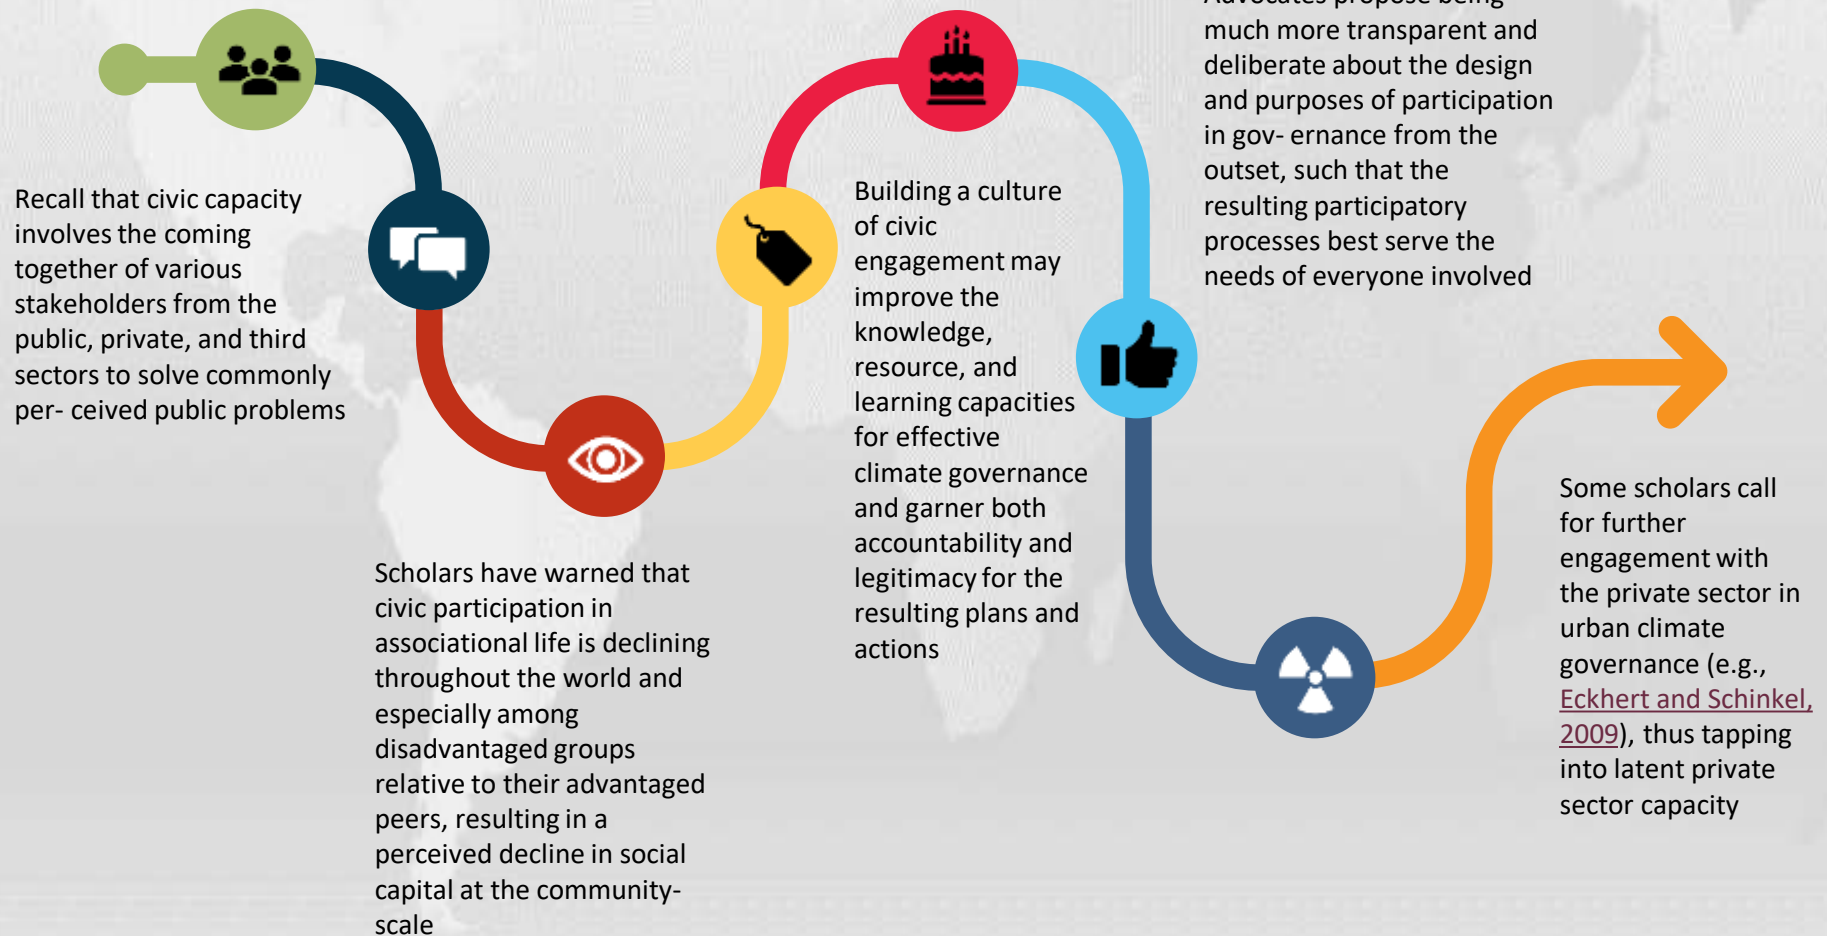 Recall that civic capacity
involves the coming
together of various
stakeholders from the
public, private, and third
sectors to solve commonly
per- ceived public problems
Scholars have warned that
civic participation in
associational life is declining
throughout the world and
especially among
disadvantaged groups
relative to their advantaged
peers, resulting in a
perceived decline in social
capital at the community-
scale
Building a culture
of civic
engagement may
improve the
knowledge,
resource, and
learning capacities
for effective
climate governance
and garner both
accountability and
legitimacy for the
resulting plans and
actions
Advocates propose being
much more transparent and
deliberate about the design
and purposes of participation
in gov- ernance from the
outset, such that the
resulting participatory
processes best serve the
needs of everyone involved
Some scholars call
for further
engagement with
the private sector in
urban climate
governance (e.g.,
Eckhert and Schinkel,
2009), thus tapping
into latent private
sector capacity